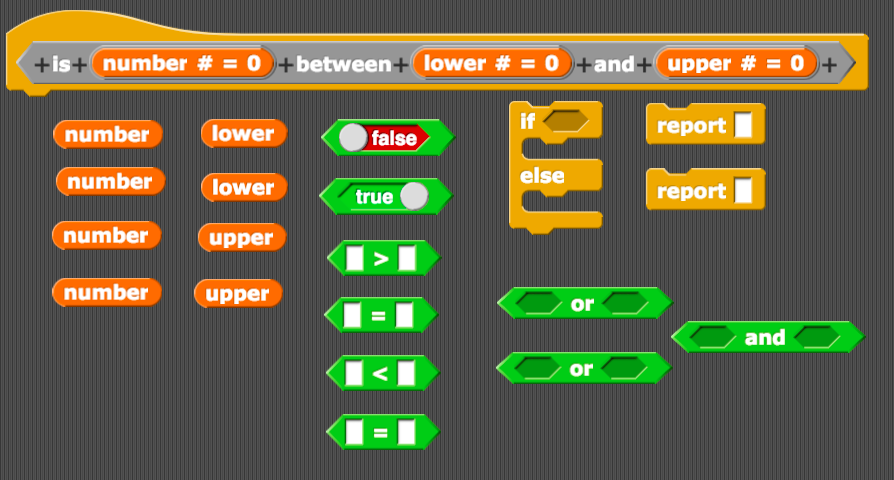 +is+ number # = 0 +between+ lower # = 0 +and+ upper # = 0 +
number lower false if report
number lower true else report
number upper >
number upper = or
and
< or
=